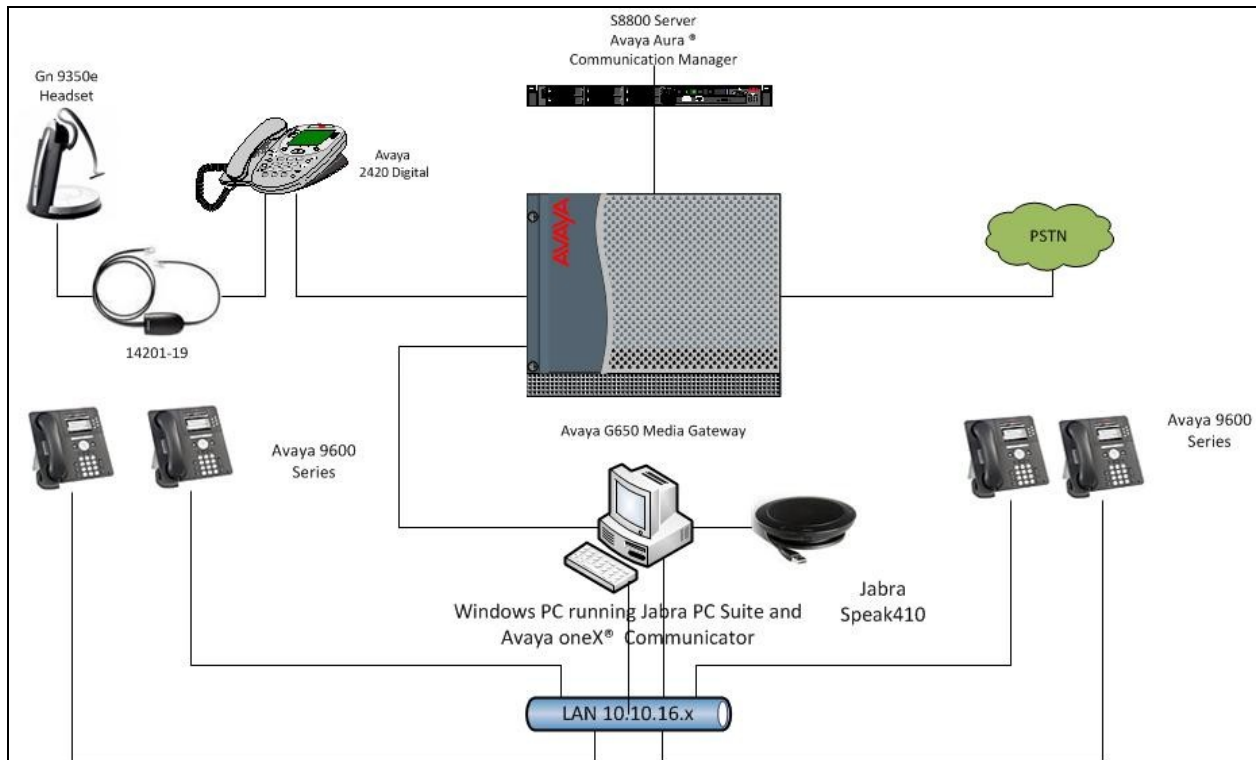 S8800 Server
Avaya Aura ®
Communication Manager
Gn 9350e
Headset
Avaya
2420 Digital
AVAYA
PSTN
14201-19
Avaya G650 Media Gateway
Avaya 9600
Series
Avaya 9600
Series
Jabra
Speak410
Windows PC running Jabra PC Suite and
Avaya oneX® Communicator
LAN 10.10.16.x